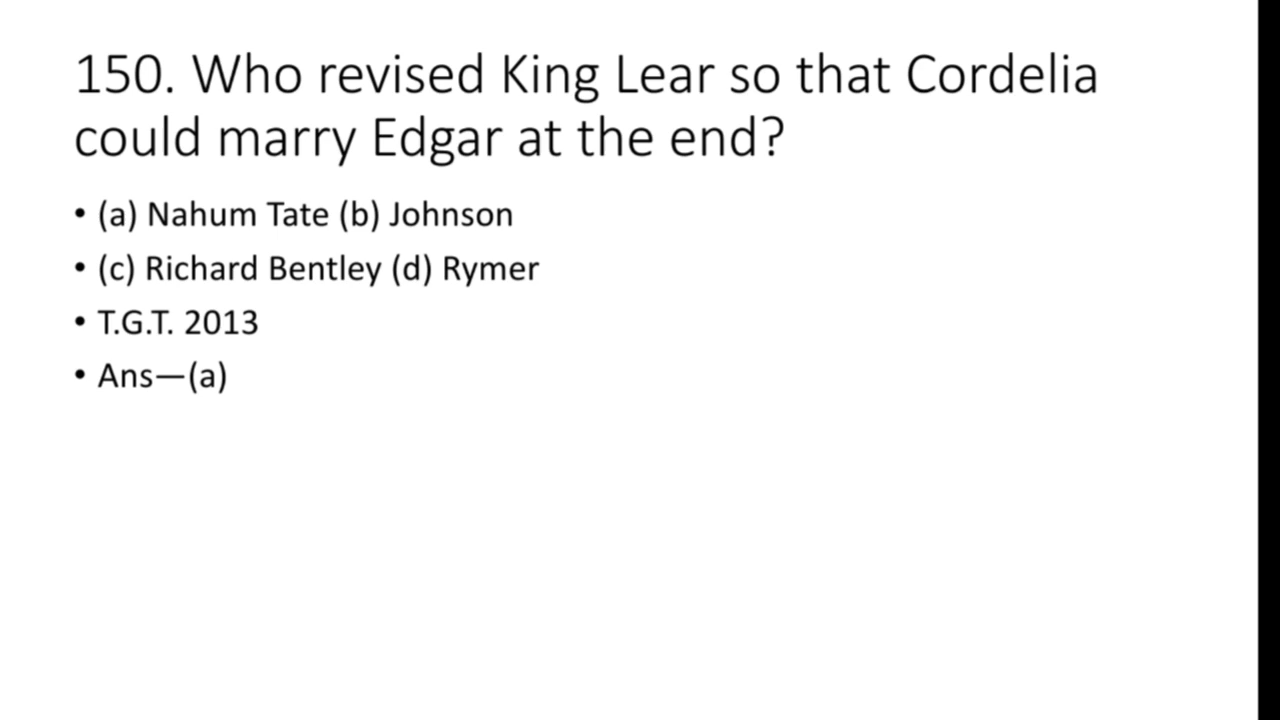 150. Who revised King Lear so that Cordelia
could marry Edgar at the end?
• (a) Nahum Tate (b) Johnson
• (c) Richard Bentley (d) Rymer
• T.G.T. 2013
• Ans—(a)